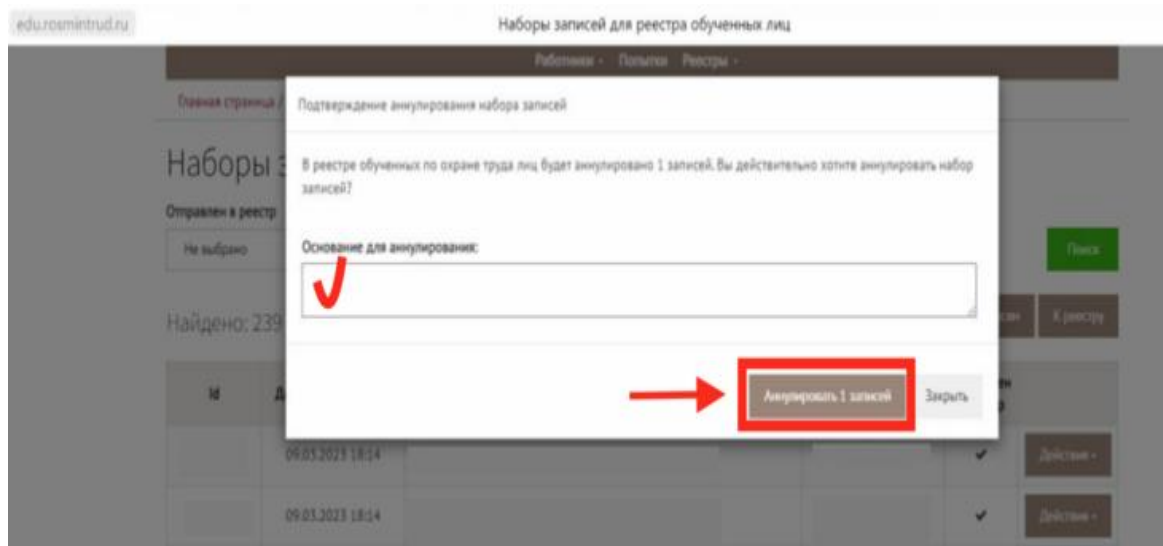 edu.rosmintrud.ru
Наборы записей для реестра обученных лиц
Работники Попытки Реестры
Главная страница /
Подтверждение аннулирования набора записей
Наборы з
В реестре обученных по охране труда лиц будет аннулировано 1 записей. Вы действительно хотите аннулировать набор
записей?
Отправлен в реестр
Не выбрано
Основание для аннулирования:
Поиск
Найдено: 239
К реестру
Id
Аннулировать 1 записей
Закрыть
09.03.2023 18:14
Действия
09.03.2023 18:14
Действия